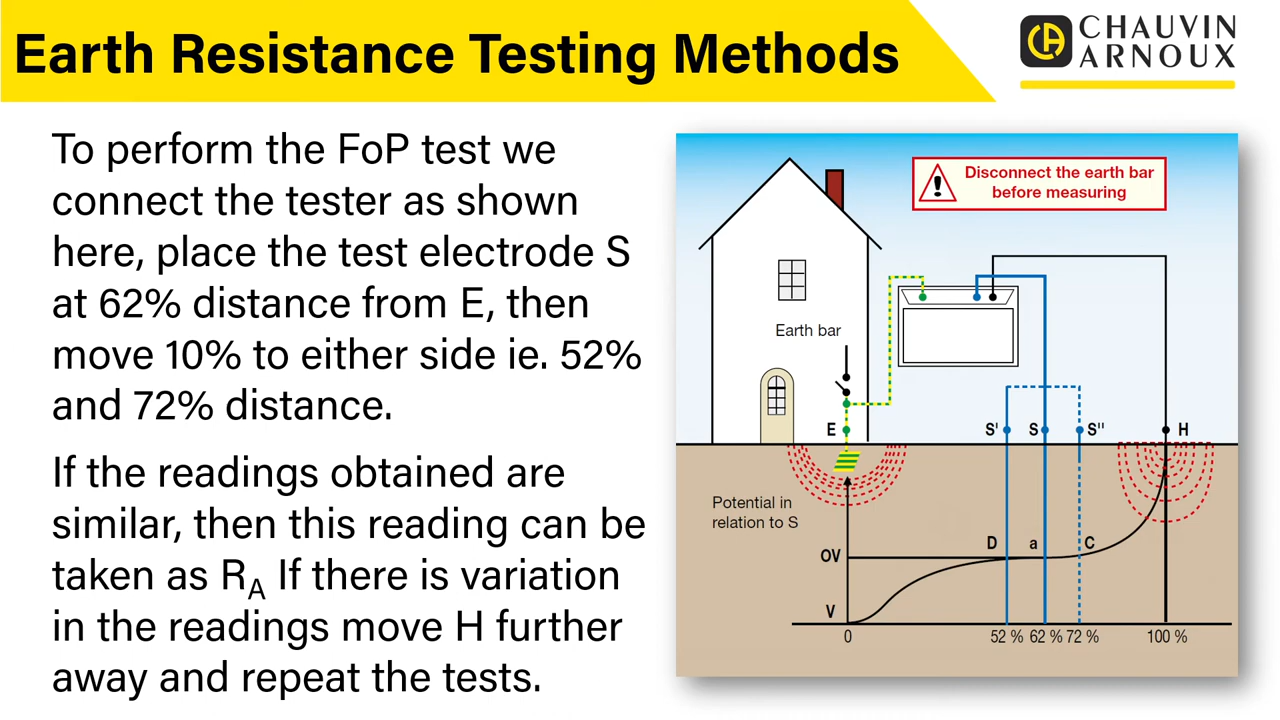 Earth Resistance Testing Methods
CHAUVIN
ARNOUX
To perform the FoP test we
connect the tester as shown
here, place the test electrode S
at 62% distance from E, then
move 10% to either side ie. 52%
and 72% distance.
If the readings obtained are
similar, then this reading can be
taken as RA If there is variation
in the readings move H further
away and repeat the tests.
Disconnect the earth bar
before measuring
Earth bar
E
S'
S
S"
H
Potential in
relation to S
D
a
C
OV
V
0
52 %
62 %
72 %
100 %